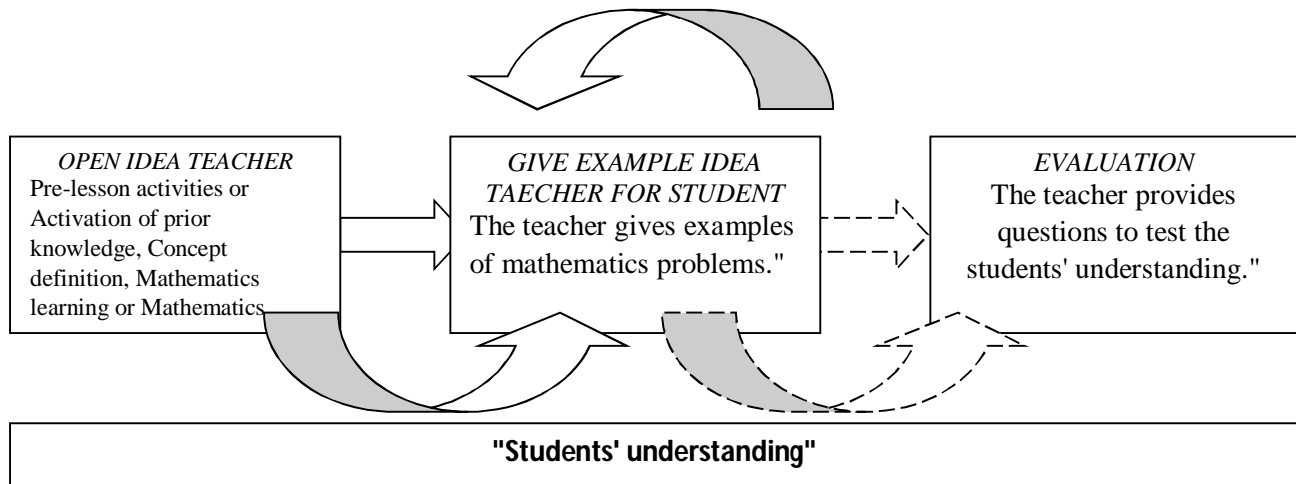 OPEN IDEA TEACHER
Pre-lesson activities or
Activation of prior
knowledge, Concept
definition, Mathematics
learning or Mathematics
GIVE EXAMPLE IDEA
TAECHER FOR STUDENT
The teacher gives examples
of mathematics problems."
EVALUATION
The teacher provides
questions to test the
students' understanding."
"Students' understanding"